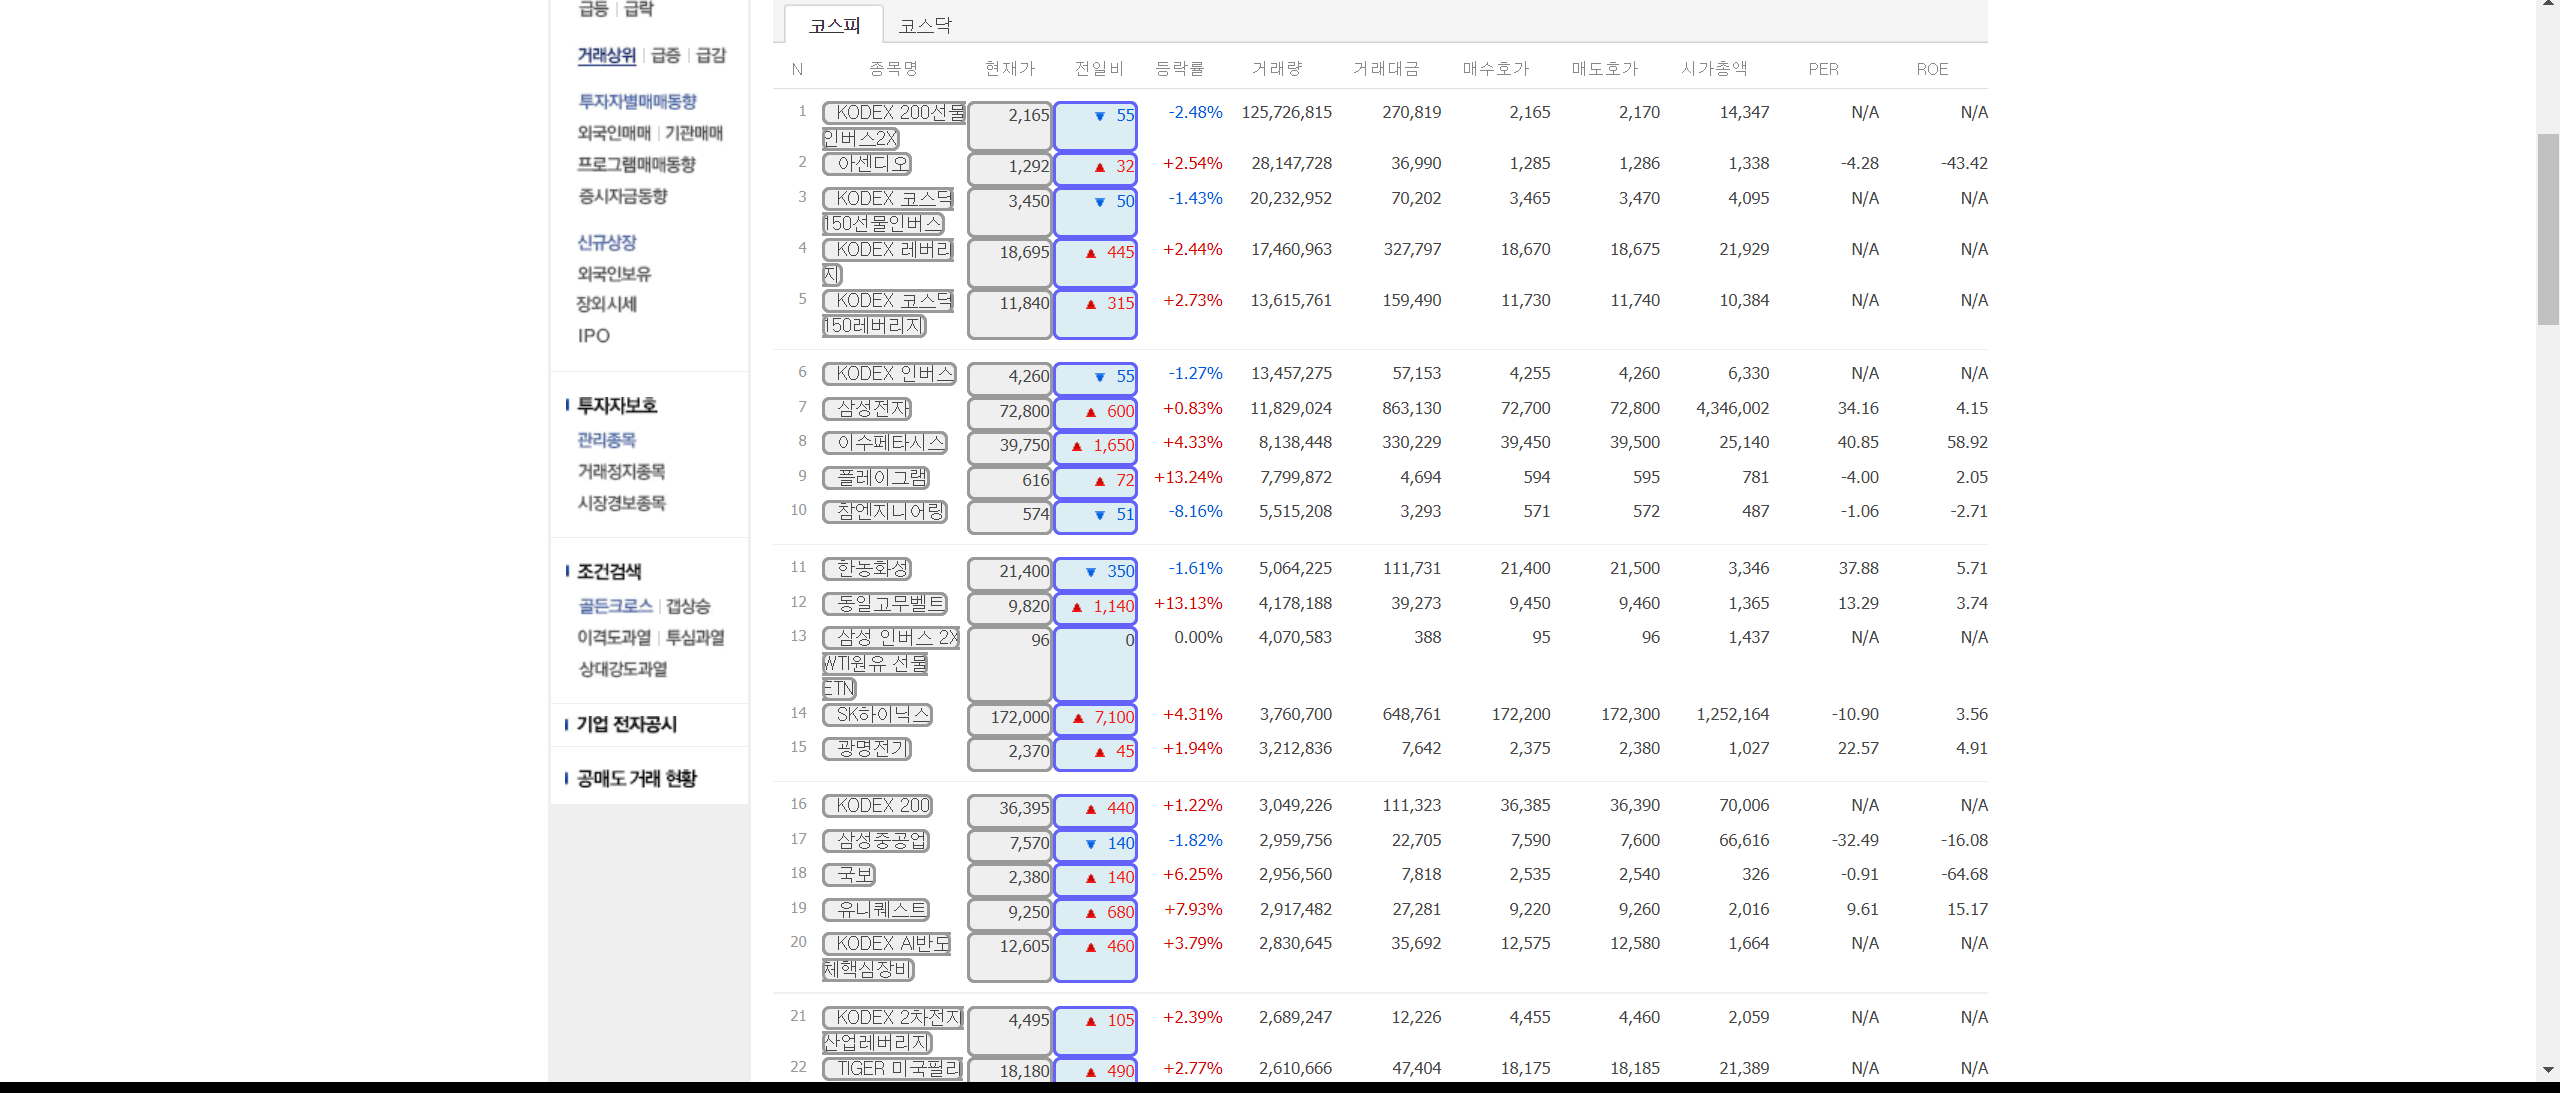 급등 급락
거래상위 급증 급감
투자자별매매동향
외국인매매 기관매매
프로그램매매동향
증시자금동향
신규상장
외국인보유
장외시세
IPO
투자자보호
관리종목
거래정지종목
시장경보종목
조건검색
골든크로스 갭상승
이격도과열 투심과열
상대강도과열
기업 전자공시
공매도 거래 현황
코스피 코스닥
N 종목명 현재가 전일비 등락률 거래량 거래대금 매수호가 매도호가 시가총액 PER ROE
1 KODEX 200선물 2,165 ▼ 55 -2.48% 125,726,815 270,819 2,165 2,170 14,347 N/A N/A
인버스2X
2 아센디오 1,292 ▲ 32 +2.54% 28,147,728 36,990 1,285 1,286 1,338 -4.28 -43.42
3 KODEX 코스닥 3,450 ▼ 50 -1.43% 20,232,952 70,202 3,465 3,470 4,095 N/A N/A
150선물인버스
4 KODEX 레버리 18,695 ▲ 445 +2.44% 17,460,963 327,797 18,670 18,675 21,929 N/A N/A
지
5 KODEX 코스닥 11,840 ▲ 315 +2.73% 13,615,761 159,490 11,730 11,740 10,384 N/A N/A
150레버리지
6 KODEX 인버스 4,260 ▼ 55 -1.27% 13,457,275 57,153 4,255 4,260 6,330 N/A N/A
7 삼성전자 72,800 ▲ 600 +0.83% 11,829,024 863,130 72,700 72,800 4,346,002 34.16 4.15
8 이수페타시스 39,750 ▲ 1,650 +4.33% 8,138,448 330,229 39,450 39,500 25,140 40.85 58.92
9 플레이그램 616 ▲ 72 +13.24% 7,799,872 4,694 594 595 781 -4.00 2.05
10 참엔지니어링 574 ▼ 51 -8.16% 5,515,208 3,293 571 572 487 -1.06 -2.71
11 한농화성 21,400 ▼ 350 -1.61% 5,064,225 111,731 21,400 21,500 3,346 37.88 5.71
12 동일고무벨트 9,820 ▲ 1,140 +13.13% 4,178,188 39,273 9,450 9,460 1,365 13.29 3.74
13 삼성 인버스 2X 96 0 0.00% 4,070,583 388 95 96 1,437 N/A N/A
WTI원유 선물
ETN
14 SK하이닉스 172,000 ▲ 7,100 +4.31% 3,760,700 648,761 172,200 172,300 1,252,164 -10.90 3.56
15 광명전기 2,370 ▲ 45 +1.94% 3,212,836 7,642 2,375 2,380 1,027 22.57 4.91
16 KODEX 200 36,395 ▲ 440 +1.22% 3,049,226 111,323 36,385 36,390 70,006 N/A N/A
17 삼성중공업 7,570 ▼ 140 -1.82% 2,959,756 22,705 7,590 7,600 66,616 -32.49 -16.08
18 국보 2,380 ▲ 140 +6.25% 2,956,560 7,818 2,535 2,540 326 -0.91 -64.68
19 유니퀘스트 9,250 ▲ 680 +7.93% 2,917,482 27,281 9,220 9,260 2,016 9.61 15.17
20 KODEX AI반도 12,605 ▲ 460 +3.79% 2,830,645 35,692 12,575 12,580 1,664 N/A N/A
체핵심장비
21 KODEX 2차전지 4,495 ▲ 105 +2.39% 2,689,247 12,226 4,455 4,460 2,059 N/A N/A
산업레버리지
22 TIGER 미국필라 18,180 ▲ 490 +2.77% 2,610,666 47,404 18,175 18,185 21,389 N/A N/A